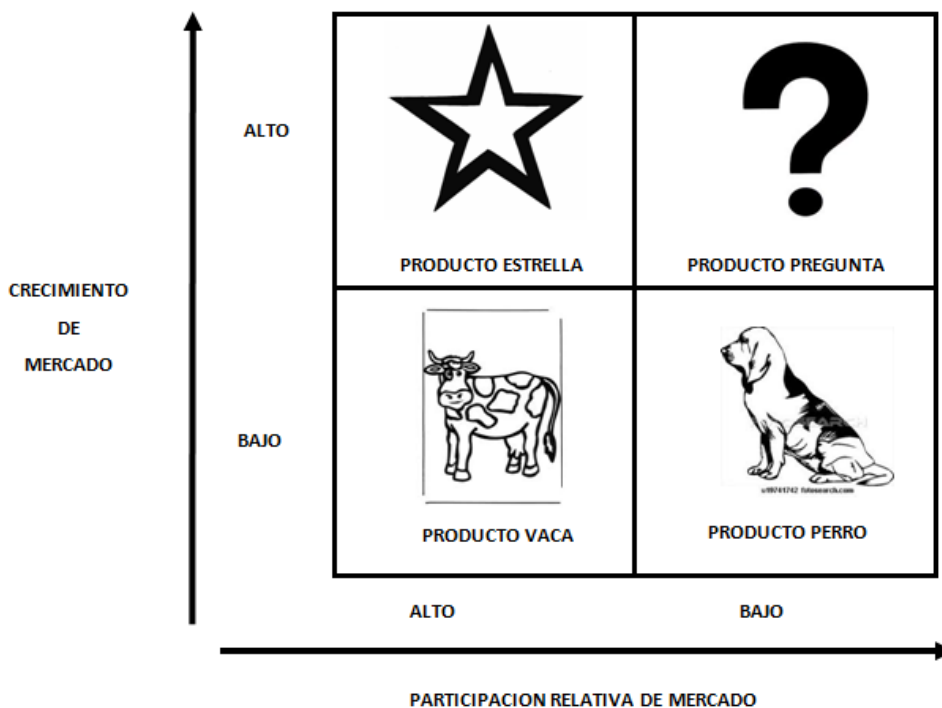 ALTO
PRODUCTO ESTRELLA
PRODUCTO PREGUNTA
CRECIMIENTO
DE
MERCADO
BAJO
PRODUCTO VACA
PRODUCTO PERRO
ALTO
BAJO
PARTICIPACION RELATIVA DE MERCADO